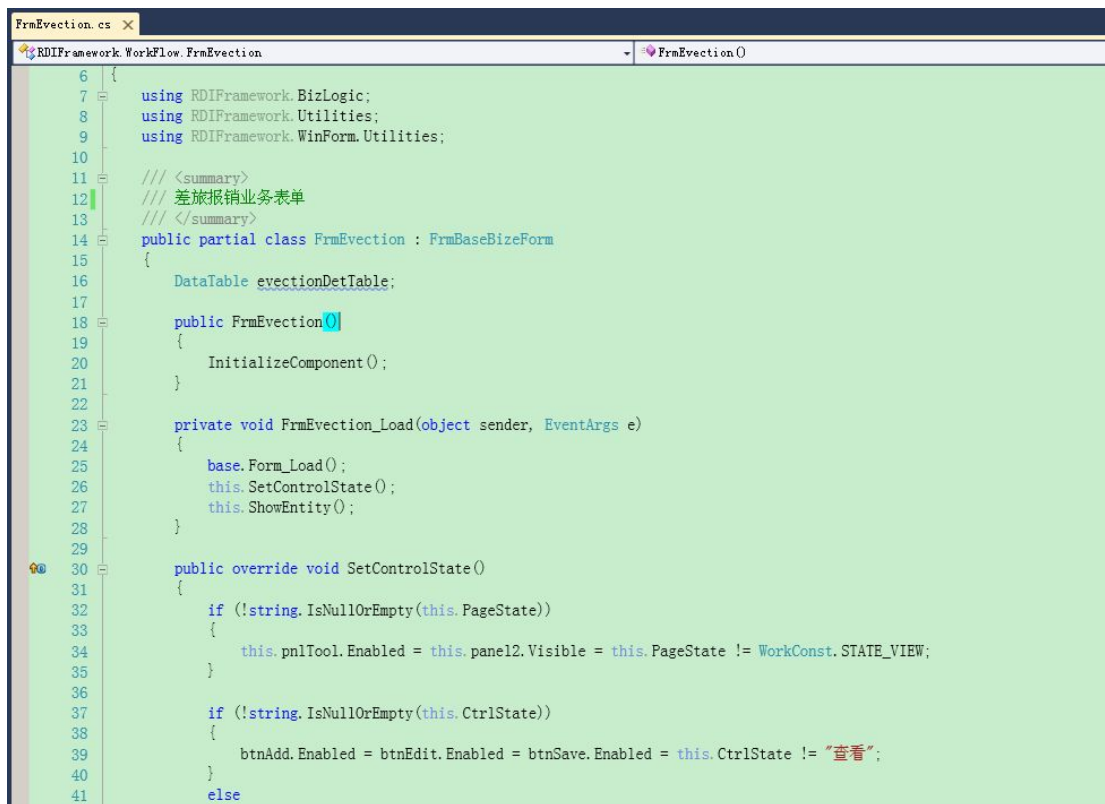 FrmEvection.cs
RDIFramework.WorkFlow.FrmEvection FrmEvection()
6 {
7 using RDIFramework.BizLogic;
8 using RDIFramework.Utilities;
9 using RDIFramework.WinForm.Utilities;
10
11 /// <summary>
12 /// 差旅报销业务表单
13 /// </summary>
14 public partial class FrmEvection : FrmBaseBizeForm
15 {
16 DataTable evectionDetTable;
17
18 public FrmEvection()
19 {
20 InitializeComponent();
21 }
22
23 private void FrmEvection_Load(object sender, EventArgs e)
24 {
25 base.Form_Load();
26 this.SetControlState();
27 this.ShowEntity();
28 }
29
30 public override void SetControlState()
31 {
32 if (!string.IsNullOrEmpty(this.PageState))
33 {
34 this.pnlTool.Enabled = this.panel2.Visible = this.PageState != WorkConst.STATE_VIEW;
35 }
36
37 if (!string.IsNullOrEmpty(this.CtrlState))
38 {
39 btnAdd.Enabled = btnEdit.Enabled = btnSave.Enabled = this.CtrlState != "查看";
40 }
41 else